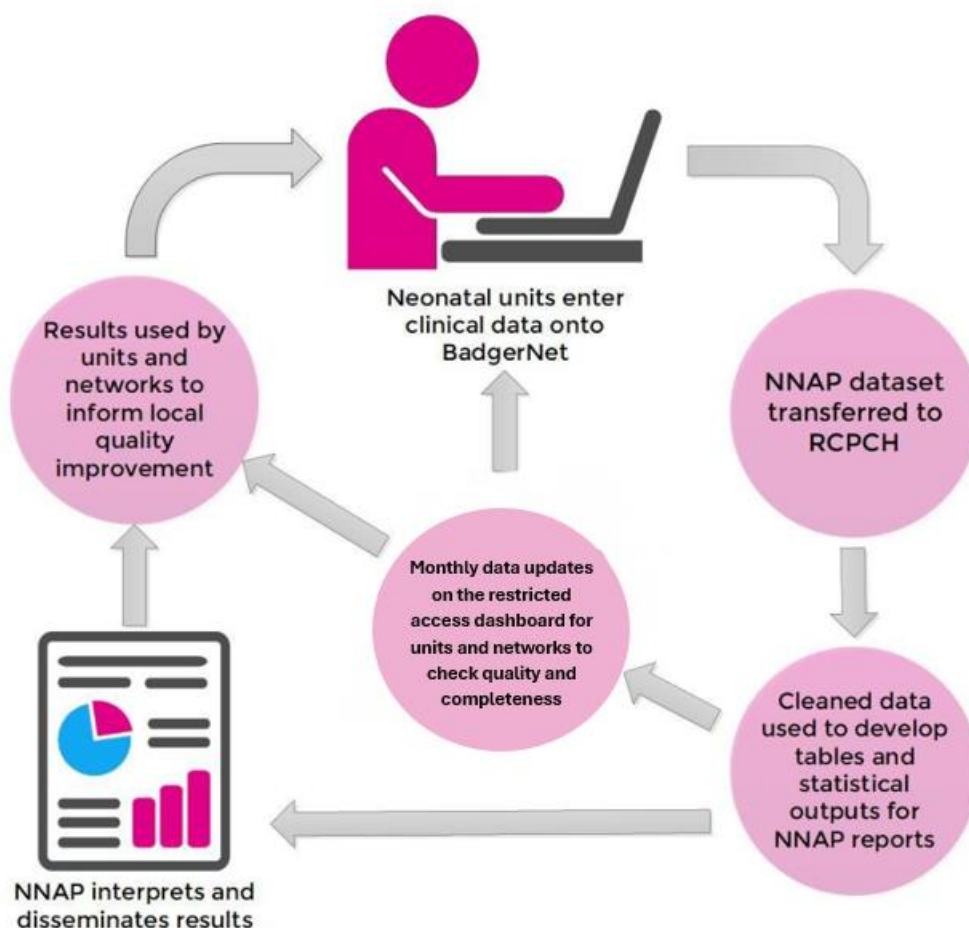 Neonatal units enter
clinical data onto
BadgerNet
NNAP dataset
transferred to
RCPCH
Cleaned data
used to develop
tables and
statistical
outputs for
NNAP reports
Monthly data updates
on the restricted
access dashboard for
units and networks to
check quality and
completeness
NNAP interprets and
disseminates results
Results used by
units and
networks to
inform local
quality
improvement